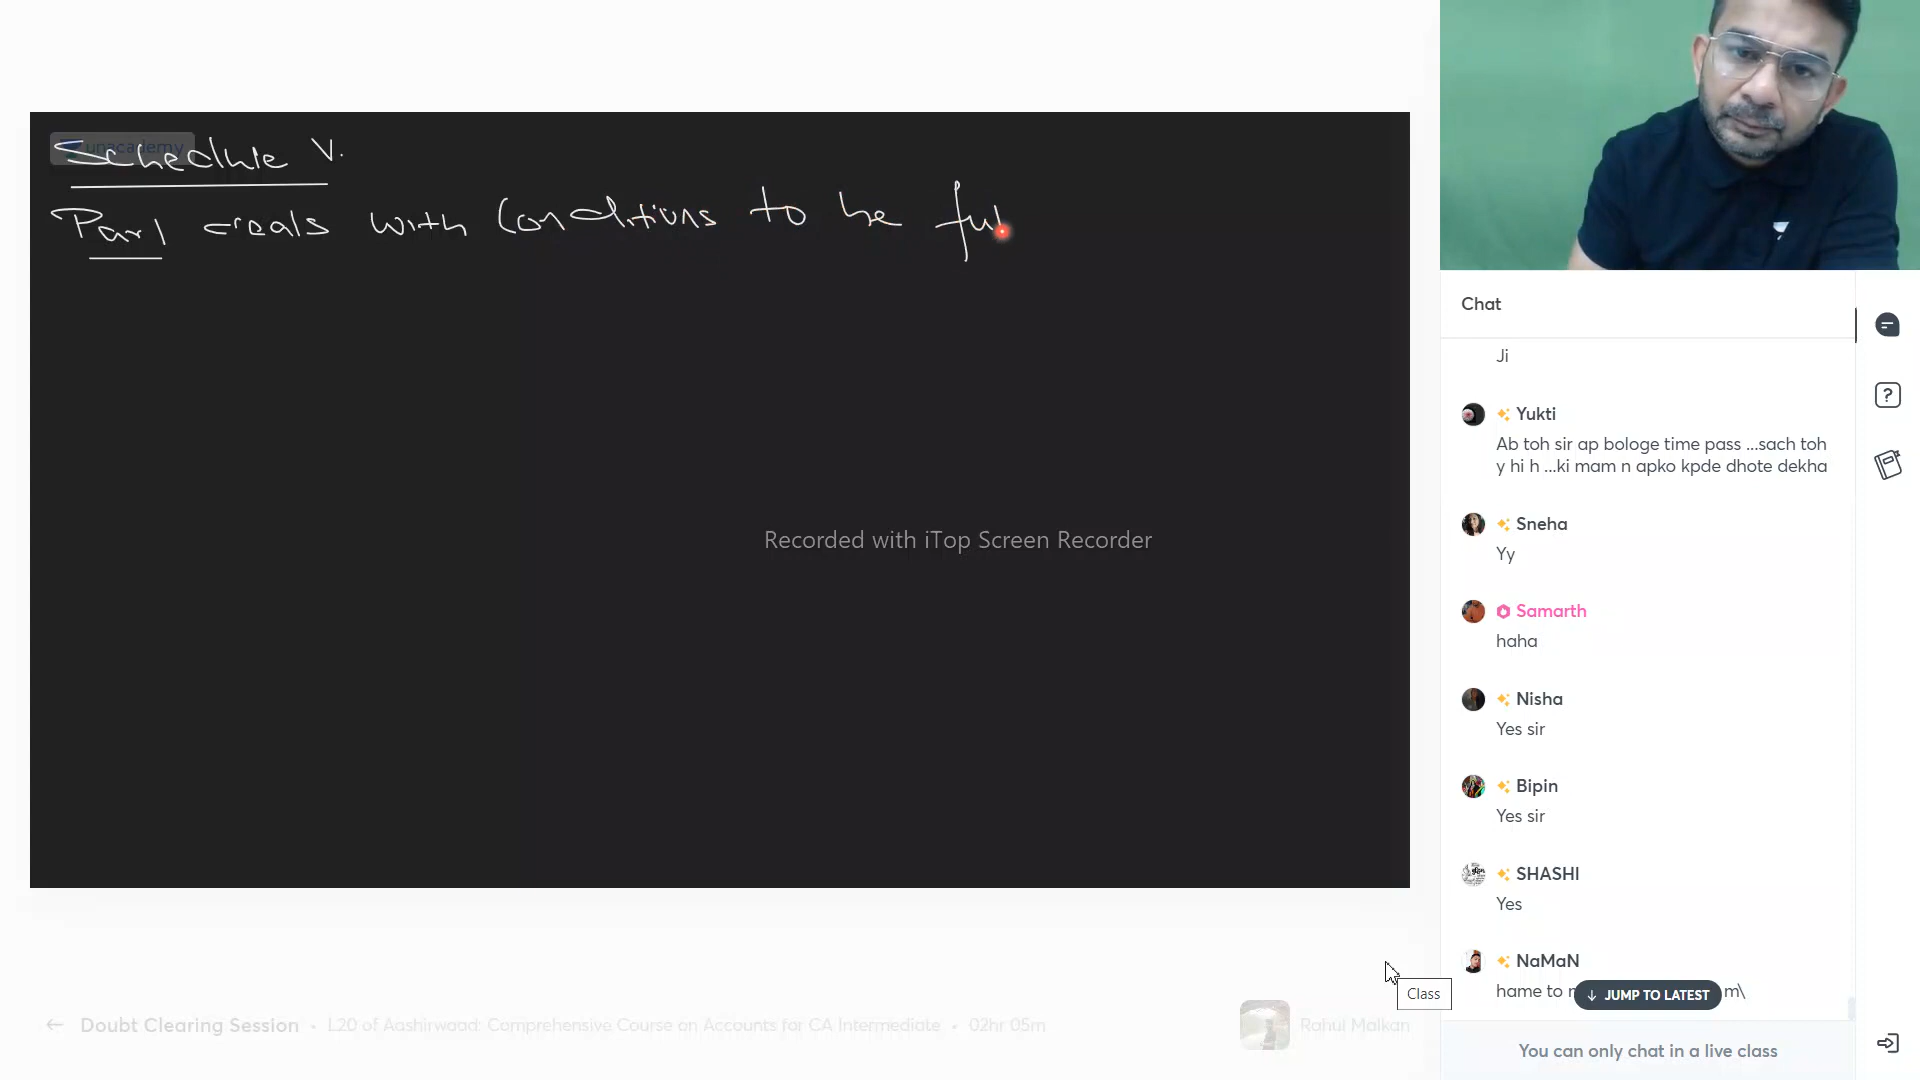 unacademy
Schedule V.
Part deals with Conditions to be ful
Recorded with iTop Screen Recorder
Chat
Ji
Yukti
Ab toh sir ap bologe time pass ...sach toh
y hi h ...ki mam n apko kpde dhote dekha
Sneha
Yy
Samarth
haha
Nisha
Yes sir
Bipin
Yes sir
SHASHI
Yes
NaMaN
hame to
m\
JUMP TO LATEST
You can only chat in a live class
Class
Doubt Clearing Session • L20 of Aashirwaad: Comprehensive Course on Accounts for CA Intermediate • 02hr 05m
Rahul Malkan